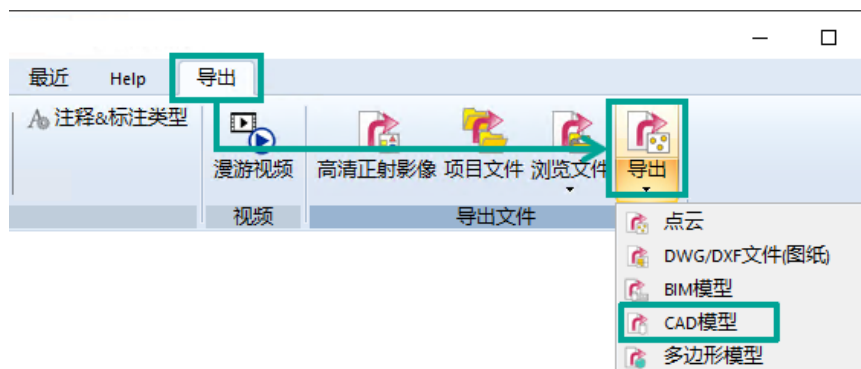 最近 Help 导出
注释&标注类型
漫游视频 高清正射影像 项目文件 浏览文件 导出
视频 导出文件
点云
DWG/DXF文件(图纸)
BIM模型
CAD模型
多边形模型